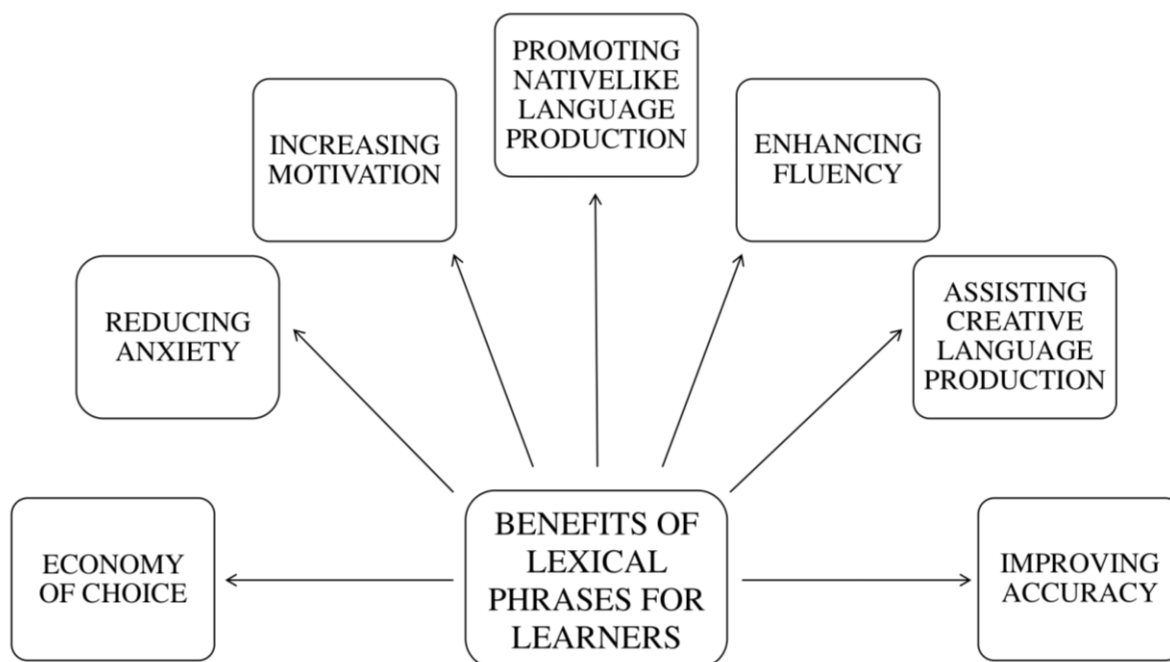 PROMOTING
NATIVELIKE
LANGUAGE
PRODUCTION
INCREASING
MOTIVATION
ENHANCING
FLUENCY
REDUCING
ANXIETY
ASSISTING
CREATIVE
LANGUAGE
PRODUCTION
ECONOMY
OF CHOICE
BENEFITS OF
LEXICAL
PHRASES FOR
LEARNERS
IMPROVING
ACCURACY